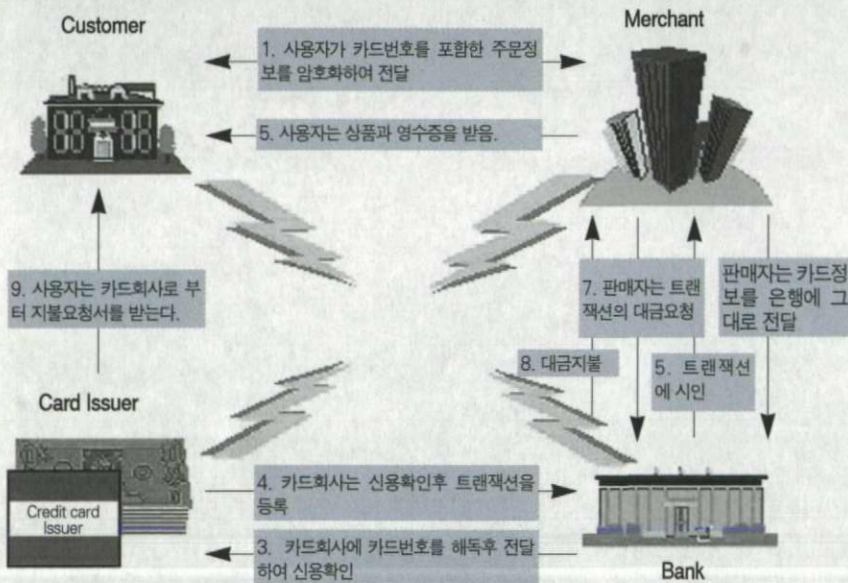 Customer
Merchant
1. 사용자가 카드번호를 포함한 주문정
보를 암호화하여 전달
5. 사용자는 상품과 영수증을 받음.
9. 사용자는 카드회사로 부
터 지불요청서를 받는다.
7. 판매자는 트랜
잭션의 대금요청
판매자는 카드정
보를 은행에 그
대로 전달
8. 대금지불
5. 트랜잭션
에 시인
Card Issuer
Credit card
Issuer
4. 카드회사는 신용확인후 트랜잭션을
등록
3. 카드회사에 카드번호를 해독후 전달
하여 신용확인
Bank